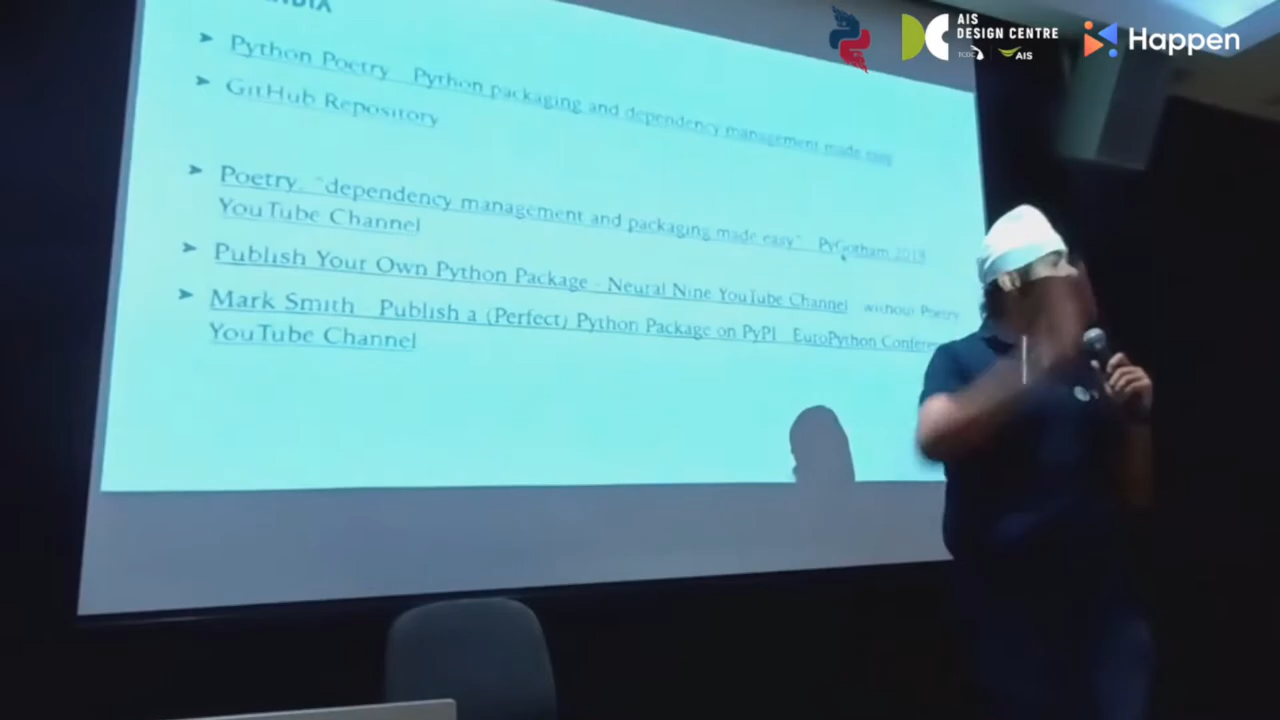 AIS
DESIGN CENTRE
TCDC AIS
Happen
Python Poetry Python packaging and dependency management made easy
GitHub Repository
Poetry "dependency management and packaging made easy" PyGotham 2018
YouTube Channel
Publish Your Own Python Package - Neural Nine YouTube Channel without Poetry
Mark Smith Publish a (Perfect) Python Package on PyPI EuroPython
YouTube Channel